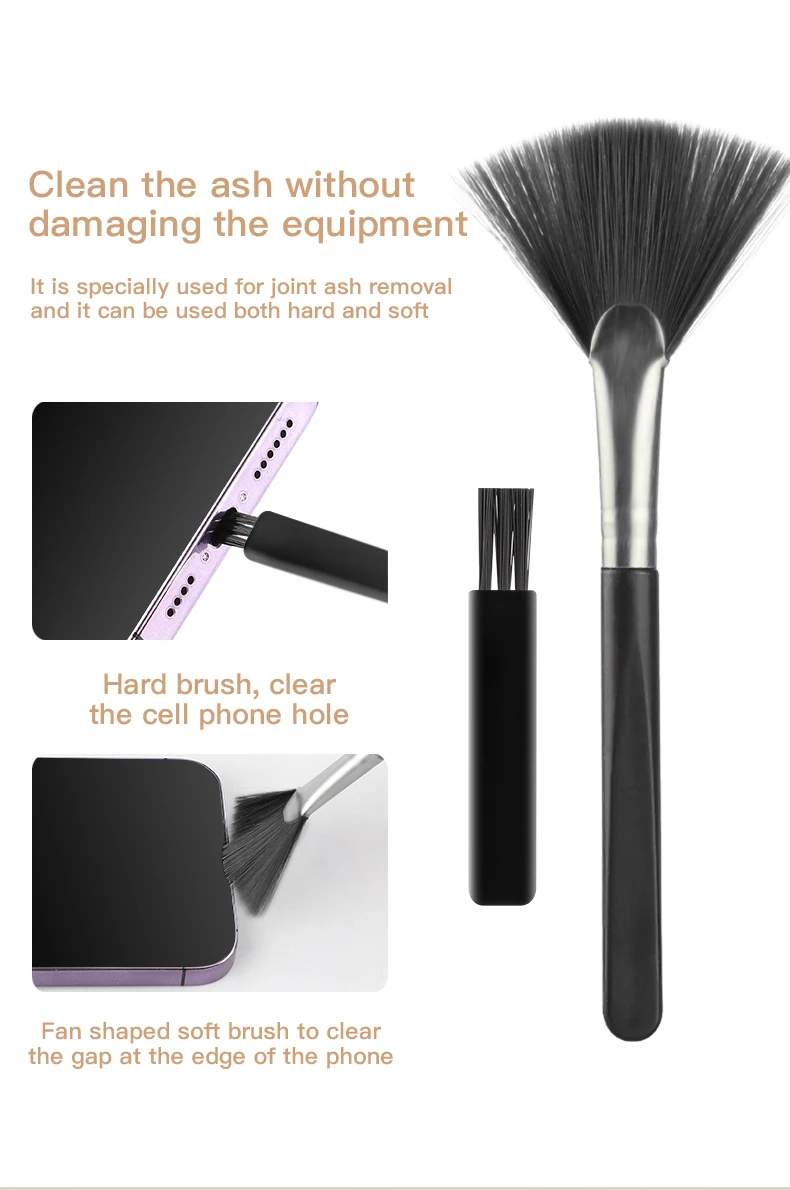 Clean the ash without
damaging the equipment
It is specially used for joint ash removal
and it can be used both hard and soft
Hard brush, clear
the cell phone hole
Fan shaped soft brush to clear
the gap at the edge of the phone